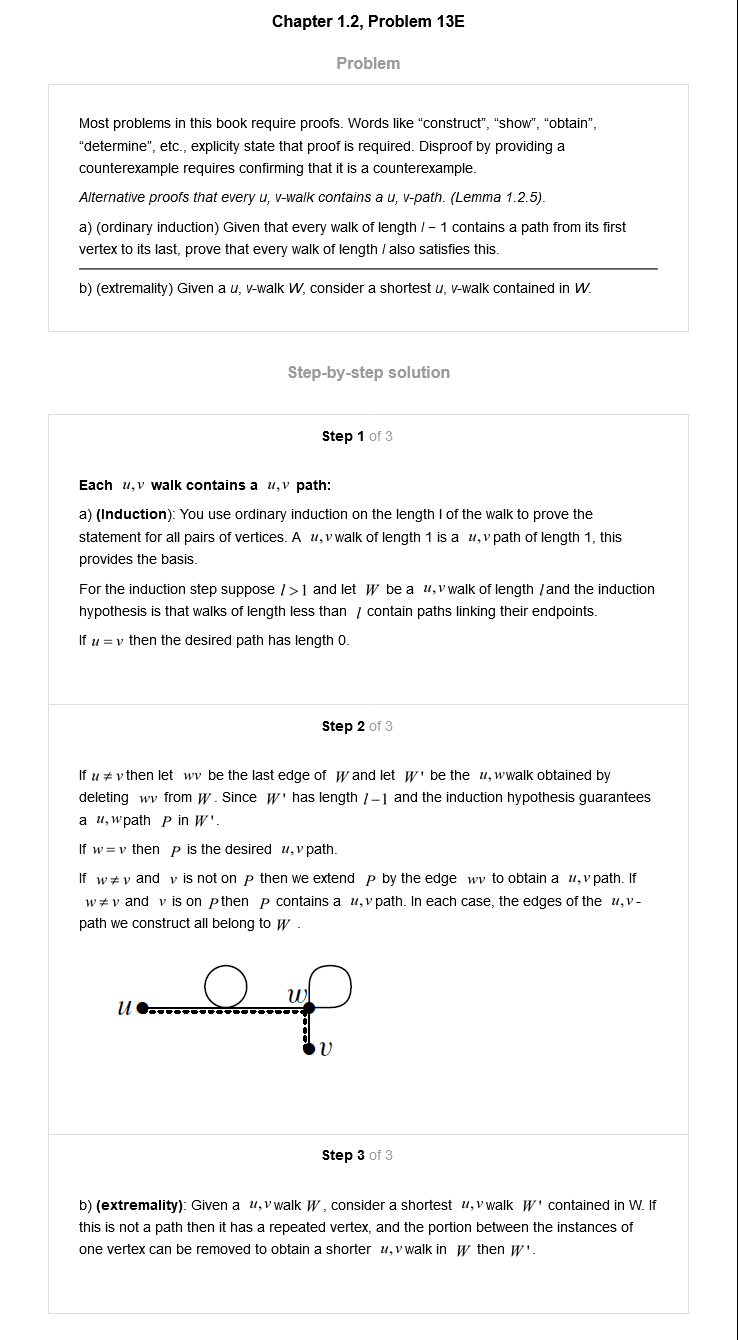 Chapter 1.2, Problem 13E
Problem
Most problems in this book require proofs. Words like “construct”, “show”, “obtain”,
“determine”, etc., explicity state that proof is required. Disproof by providing a
counterexample requires confirming that it is a counterexample.
Alternative proofs that every u, v-walk contains a u, v-path. (Lemma 1.2.5).
a) (ordinary induction) Given that every walk of length l − 1 contains a path from its first
vertex to its last, prove that every walk of length l also satisfies this.
b) (extremality) Given a u, v-walk W, consider a shortest u, v-walk contained in W.
Step-by-step solution
Step 1 of 3
Each u,v walk contains a u,v path:
a) (Induction): You use ordinary induction on the length l of the walk to prove the
statement for all pairs of vertices. A u,v walk of length 1 is a u,v path of length 1, this
provides the basis.
For the induction step suppose l>1 and let W be a u,v walk of length l and the induction
hypothesis is that walks of length less than l contain paths linking their endpoints.
If u=v then the desired path has length 0.
Step 2 of 3
If u≠v then let wv be the last edge of W and let W' be the u,w walk obtained by
deleting wv from W. Since W' has length l−1 and the induction hypothesis guarantees
a u,w path P in W'.
If w=v then P is the desired u,v path.
If w≠v and v is not on P then we extend P by the edge wv to obtain a u,v path. If
w≠v and v is on P then P contains a u,v path. In each case, the edges of the u,v-
path we construct all belong to W .
w
u
v
Step 3 of 3
b) (extremality): Given a u,v walk W, consider a shortest u,v walk W' contained in W. If
this is not a path then it has a repeated vertex, and the portion between the instances of
one vertex can be removed to obtain a shorter u,v walk in W then W'.